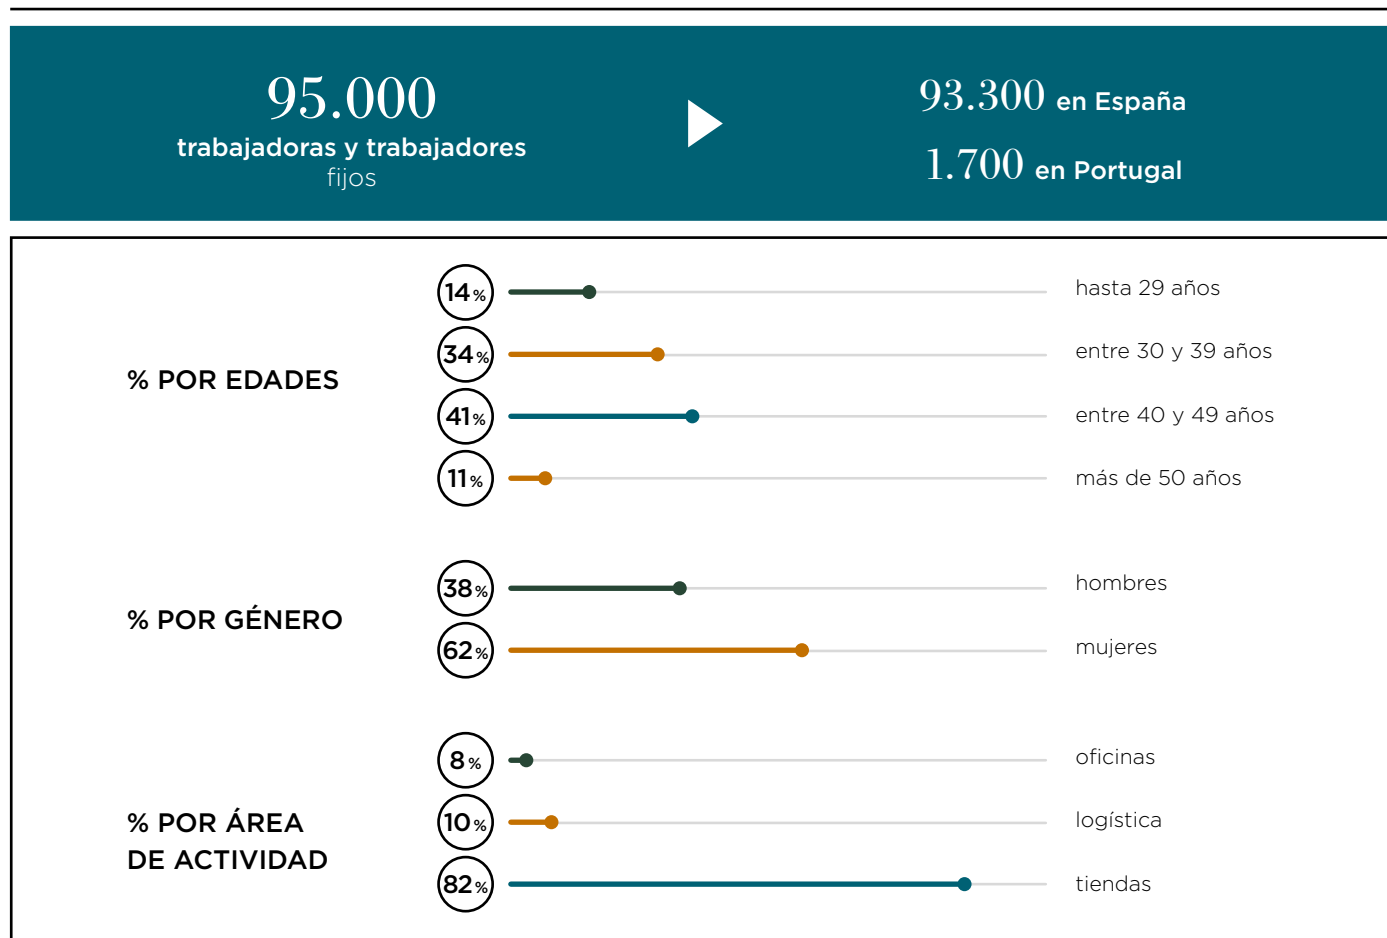 95.000
trabajadoras y trabajadores
fijos
93.300 en España
1.700 en Portugal
% POR EDADES
14% hasta 29 años
34% entre 30 y 39 años
41% entre 40 y 49 años
11% más de 50 años
% POR GÉNERO
38% hombres
62% mujeres
% POR ÁREA
DE ACTIVIDAD
8% oficinas
10% logística
82% tiendas